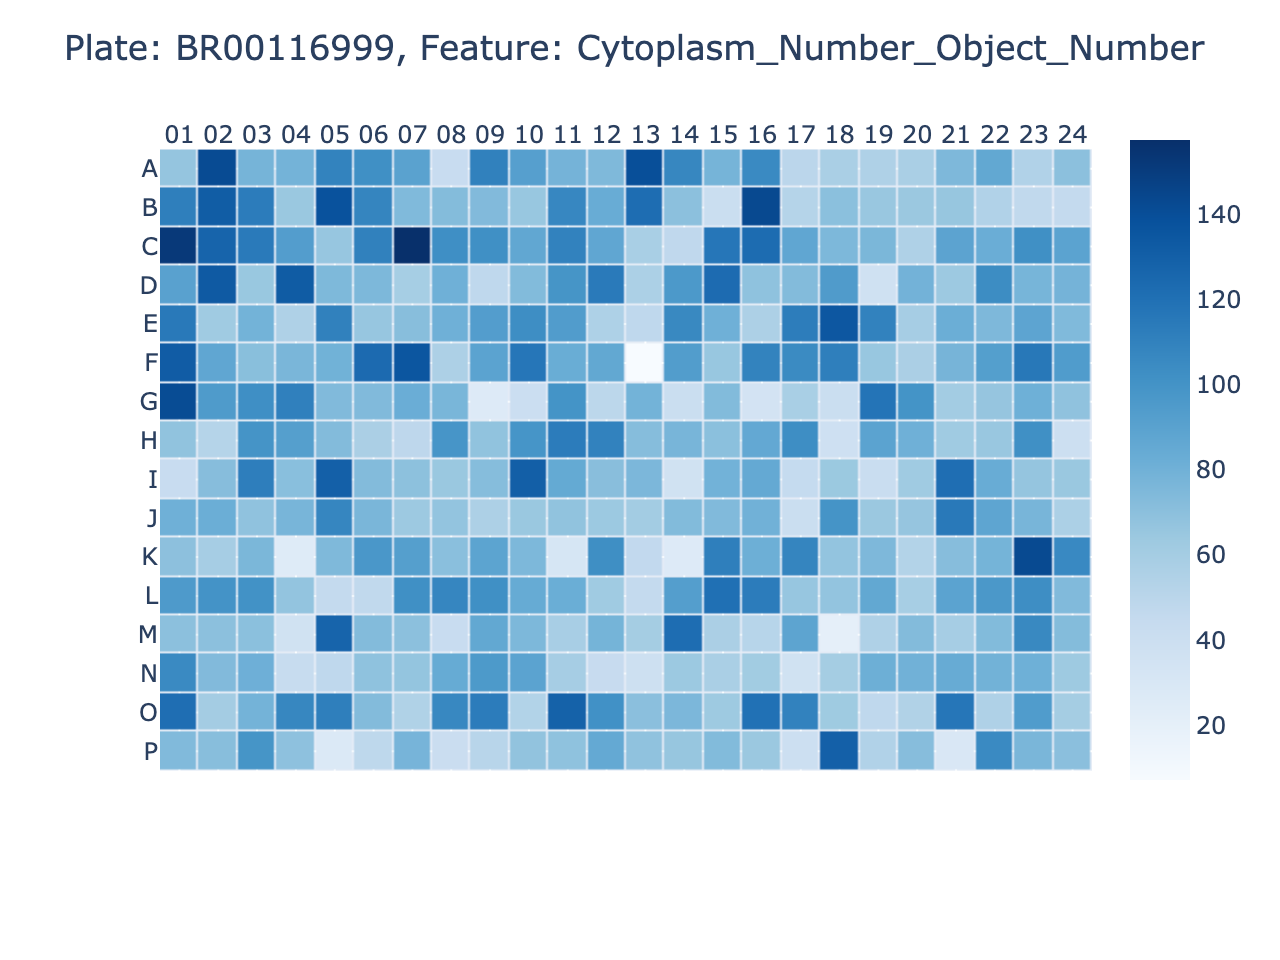 Plate: BR00116999, Feature: Cytoplasm_Number_Object_Number
01 02 03 04 05 06 07 08 09 10 11 12 13 14 15 16 17 18 19 20 21 22 23 24
A
B
C
D
E
F
G
H
I
J
K
L
M
N
O
P
140
120
100
80
60
40
20